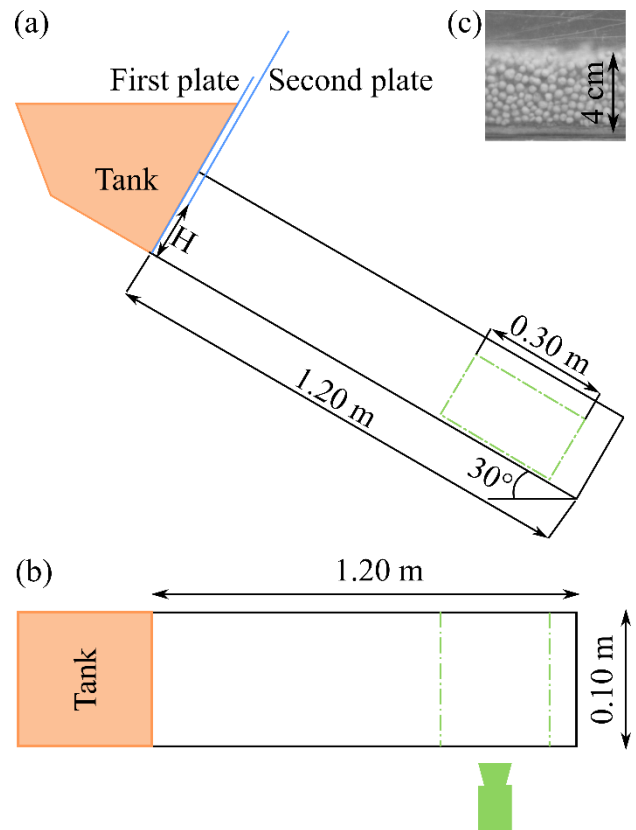 (a)
(c)
First plate
Second plate
4 cm
Tank
H
0.30 m
1.20 m
30°
(b)
1.20 m
Tank
0.10 m